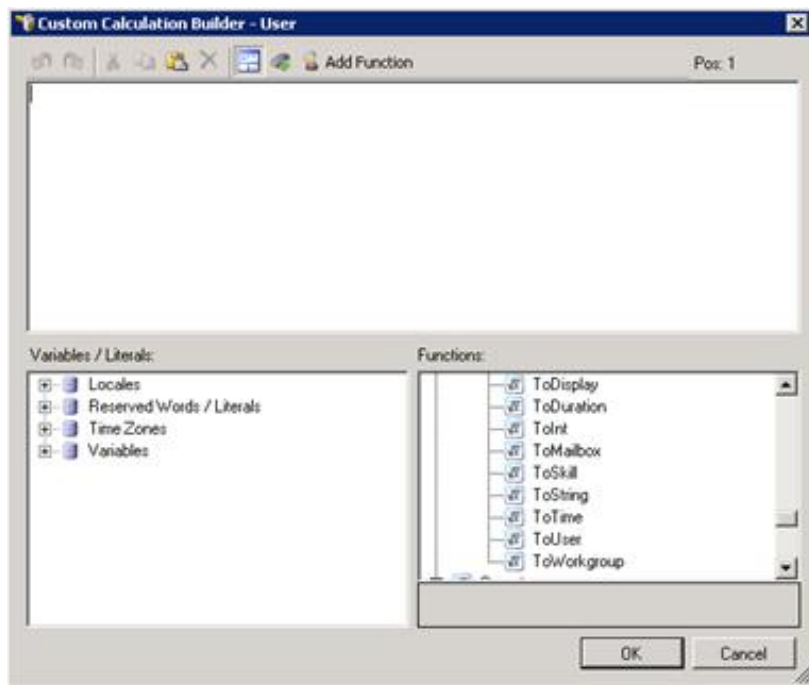 Custom Calculation Builder - User
Add Function
Pos: 1
Variables / Literals:
Locales
Reserved Words / Literals
Time Zones
Variables
Functions:
ToDisplay
ToDuration
ToInt
ToMailbox
ToSkill
ToString
ToTime
ToUser
ToWorkgroup
OK
Cancel